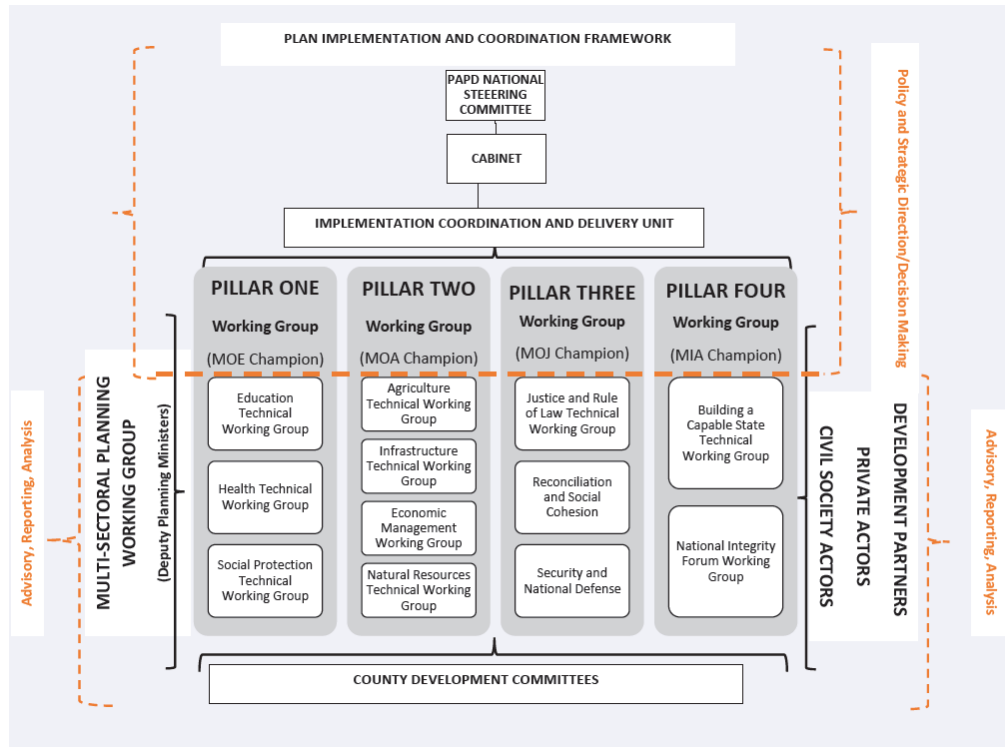 PLAN IMPLEMENTATION AND COORDINATION FRAMEWORK
PAPD NATIONAL
STEEERING
COMMITTEE
CABINET
IMPLEMENTATION COORDINATION AND DELIVERY UNIT
PILLAR ONE
Working Group
(MOE Champion)
Education
Technical
Working Group
Health Technical
Working Group
Social Protection
Technical
Working Group
PILLAR TWO
Working Group
(MOA Champion)
Agriculture
Technical Working
Group
Infrastructure
Technical Working
Group
Economic
Management
Working Group
Natural Resources
Technical Working
Group
PILLAR THREE
Working Group
(MOJ Champion)
Justice and Rule
of Law Technical
Working Group
Reconciliation
and Social
Cohesion
Security and
National Defense
PILLAR FOUR
Working Group
(MIA Champion)
Building a
Capable State
Technical
Working Group
National Integrity
Forum Working
Group
COUNTY DEVELOPMENT COMMITTEES
Advisory, Reporting, Analysis
MULTI-SECTORAL PLANNING
WORKING GROUP
(Deputy Planning Ministers)
CIVIL SOCIETY ACTORS
PRIVATE ACTORS
DEVELOPMENT PARTNERS
Policy and Strategic Direction/Decision Making
Advisory, Reporting, Analysis